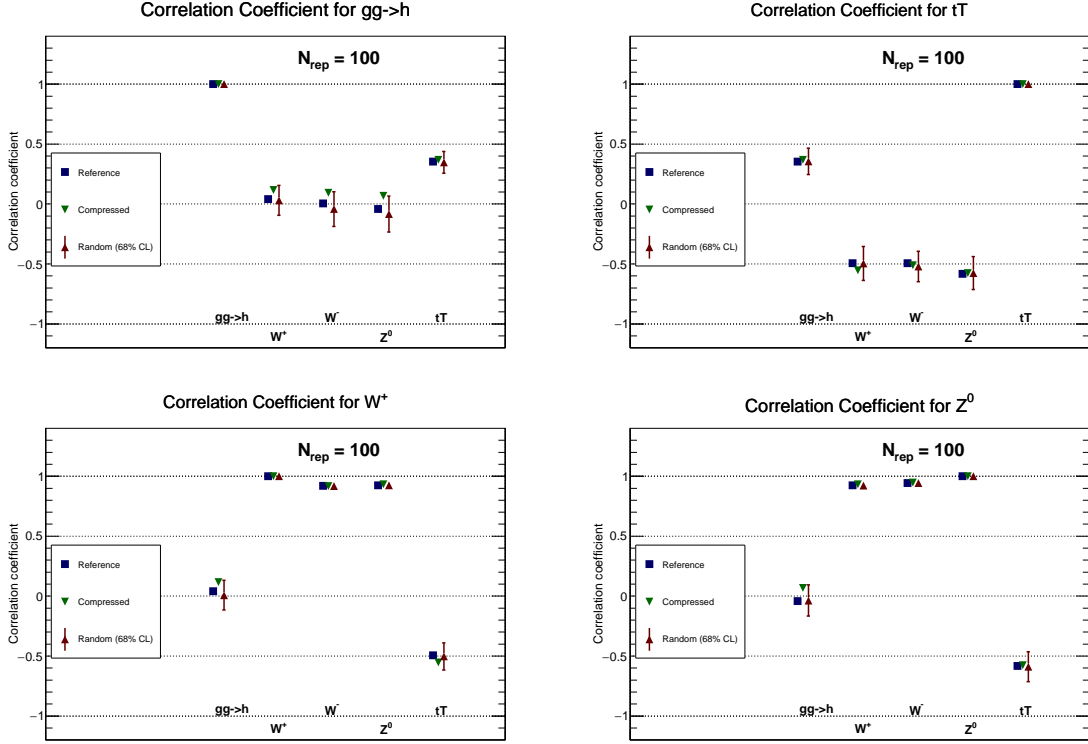 Correlation Coefficient for gg->h
N_rep = 100
Correlation coefficient
1
0.5
0
−0.5
−1
Reference
Compressed
Random (68% CL)
gg->h
W⁺
W⁻
Z⁰
tT
Correlation Coefficient for tT
N_rep = 100
Correlation coefficient
1
0.5
0
−0.5
−1
Reference
Compressed
Random (68% CL)
gg->h
W⁺
W⁻
Z⁰
tT
Correlation Coefficient for W⁺
N_rep = 100
Correlation coefficient
1
0.5
0
−0.5
−1
Reference
Compressed
Random (68% CL)
gg->h
W⁺
W⁻
Z⁰
tT
Correlation Coefficient for Z⁰
N_rep = 100
Correlation coefficient
1
0.5
0
−0.5
−1
Reference
Compressed
Random (68% CL)
gg->h
W⁺
W⁻
Z⁰
tT